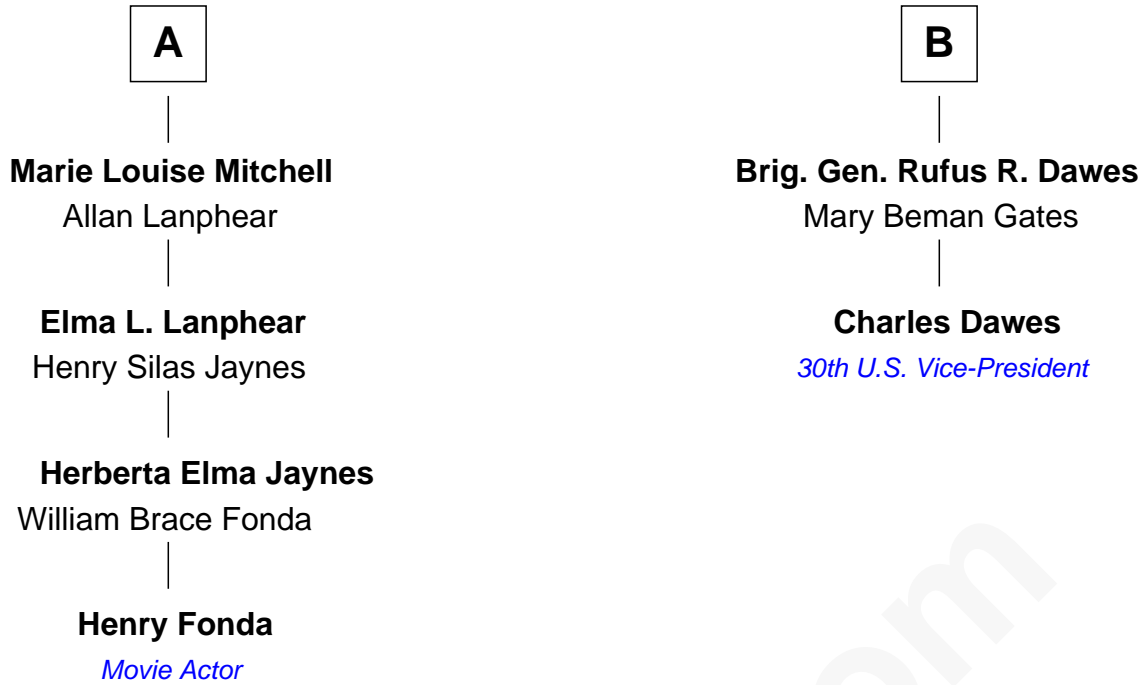 A
Marie Louise Mitchell
Allan Lanphear
Elma L. Lanphear
Henry Silas Jaynes
Herberta Elma Jaynes
William Brace Fonda
Henry Fonda
Movie Actor
B
Brig. Gen. Rufus R. Dawes
Mary Beman Gates
Charles Dawes
30th U.S. Vice-President
om